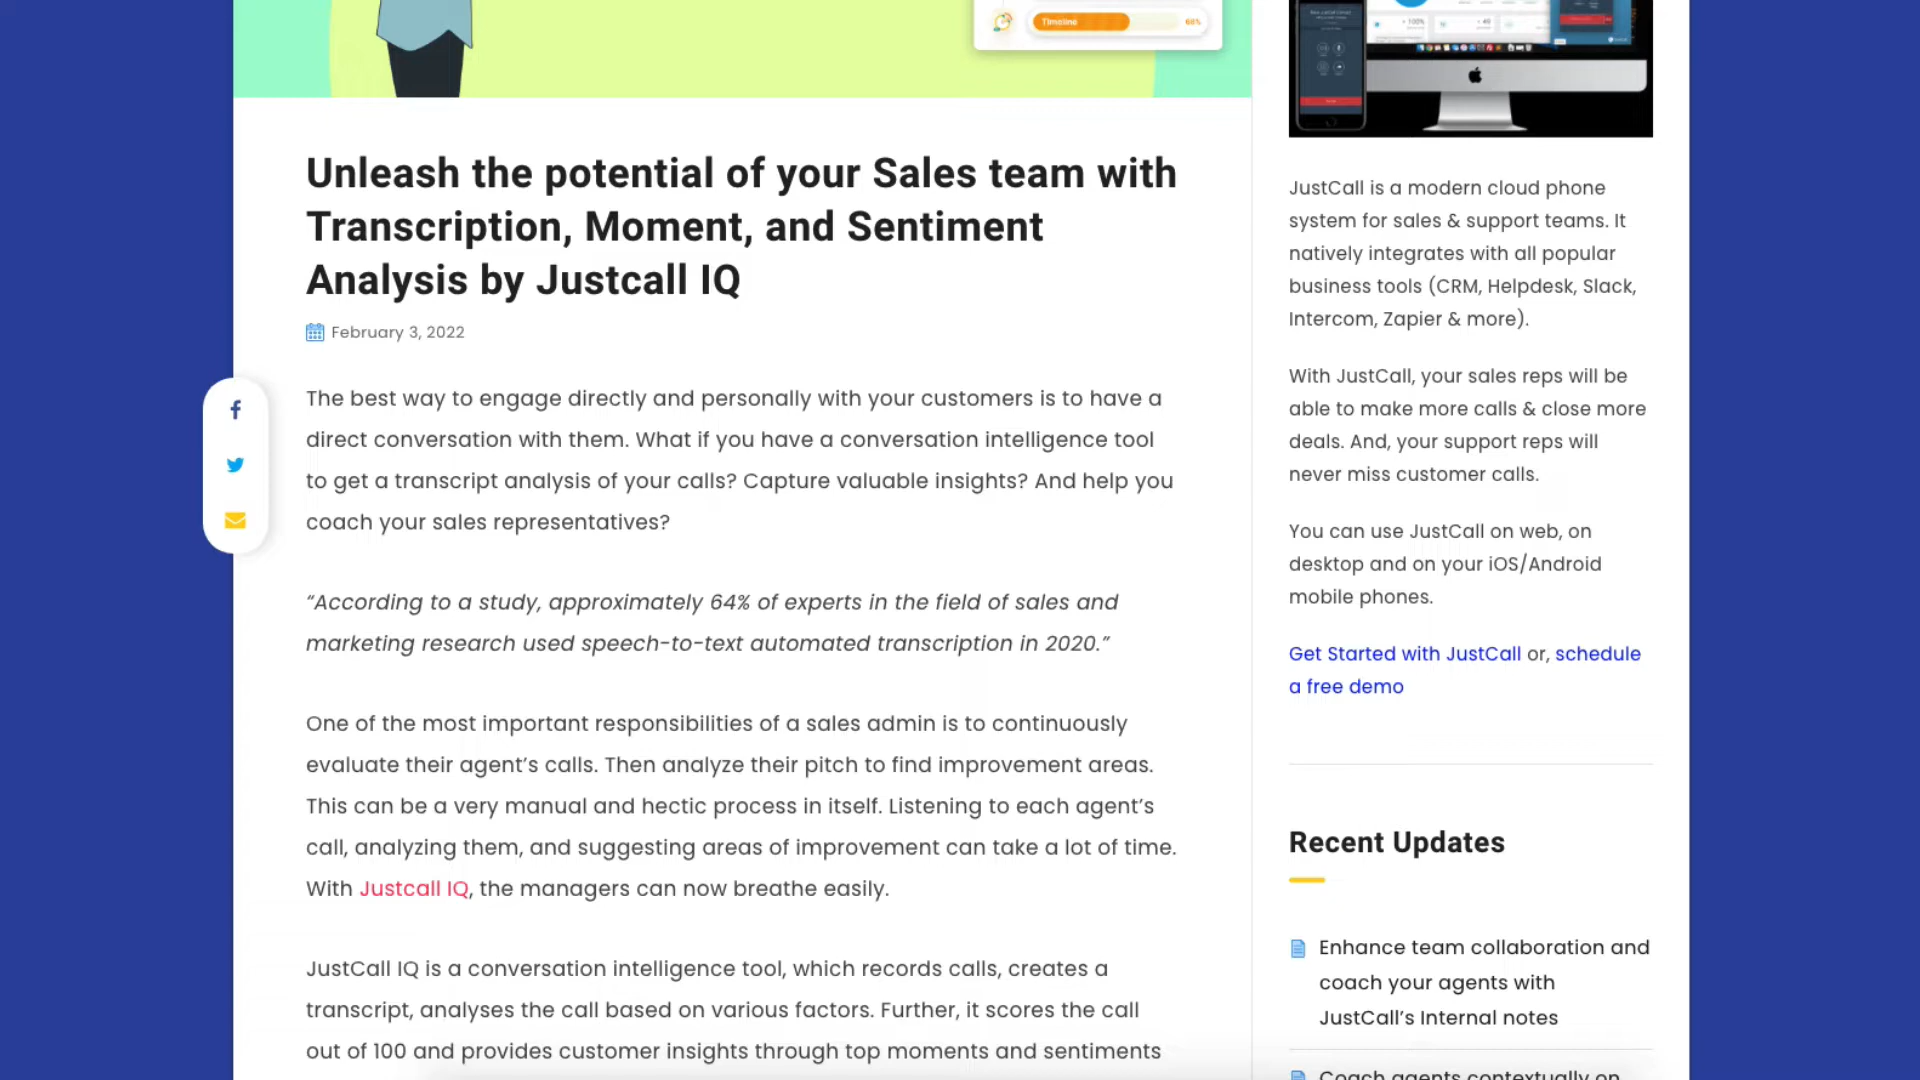 Timeline 68%
Unleash the potential of your Sales team with
Transcription, Moment, and Sentiment
Analysis by Justcall IQ
February 3, 2022
The best way to engage directly and personally with your customers is to have a
direct conversation with them. What if you have a conversation intelligence tool
to get a transcript analysis of your calls? Capture valuable insights? And help you
coach your sales representatives?
“According to a study, approximately 64% of experts in the field of sales and
marketing research used speech-to-text automated transcription in 2020.”
One of the most important responsibilities of a sales admin is to continuously
evaluate their agent’s calls. Then analyze their pitch to find improvement areas.
This can be a very manual and hectic process in itself. Listening to each agent’s
call, analyzing them, and suggesting areas of improvement can take a lot of time.
With Justcall IQ, the managers can now breathe easily.
JustCall IQ is a conversation intelligence tool, which records calls, creates a
transcript, analyses the call based on various factors. Further, it scores the call
out of 100 and provides customer insights through top moments and sentiments
JustCall is a modern cloud phone
system for sales & support teams. It
natively integrates with all popular
business tools (CRM, Helpdesk, Slack,
Intercom, Zapier & more).
With JustCall, your sales reps will be
able to make more calls & close more
deals. And, your support reps will
never miss customer calls.
You can use JustCall on web, on
desktop and on your iOS/Android
mobile phones.
Get Started with JustCall or, schedule
a free demo
Recent Updates
Enhance team collaboration and
coach your agents with
JustCall’s Internal notes
Coach agents contextually on